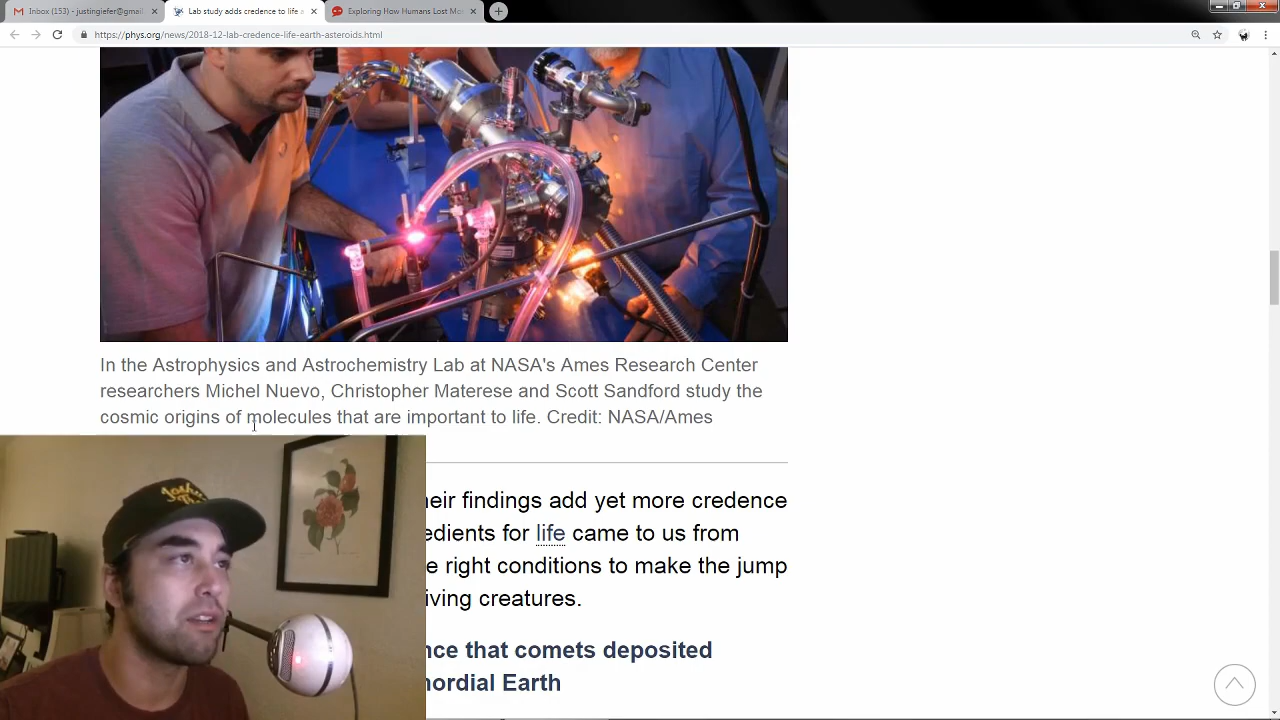 Inbox (153) - justingiefer@gmail
Lab study adds credence to life a
Exploring How Humans Lost Mo
https://phys.org/news/2018-12-lab-credence-life-earth-asteroids.html
In the Astrophysics and Astrochemistry Lab at NASA's Ames Research Center
researchers Michel Nuevo, Christopher Materese and Scott Sandford study the
cosmic origins of molecules that are important to life. Credit: NASA/Ames
eir findings add yet more credence
edients for life came to us from
e right conditions to make the jump
iving creatures.
nce that comets deposited
mordial Earth